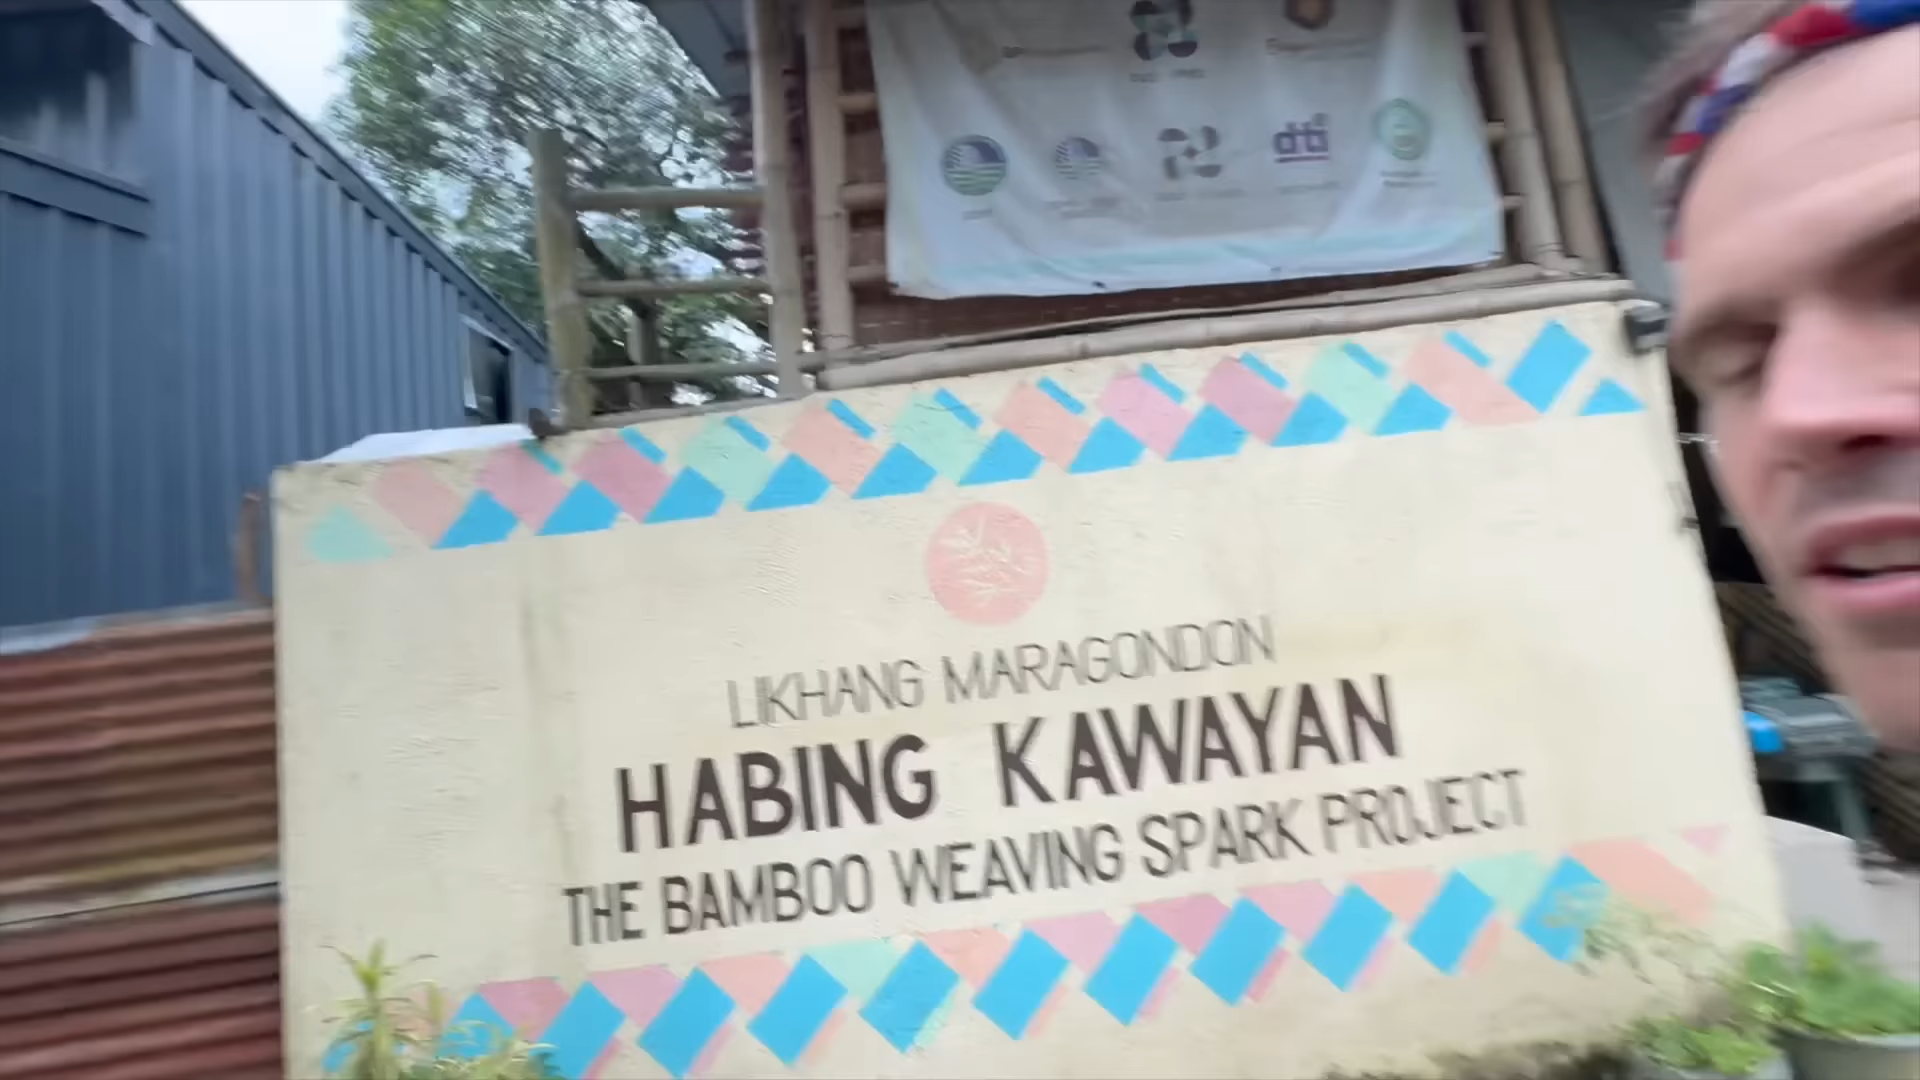 dti
LIKHANG MARAGONDON
HABING KAWAYAN
THE BAMBOO WEAVING SPARK PROJECT